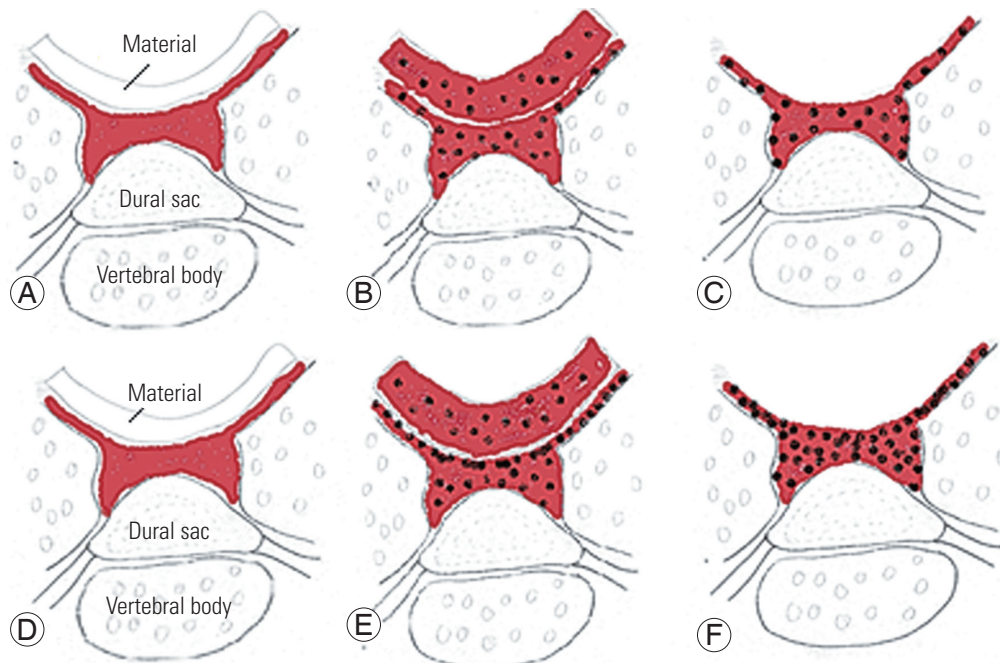 Material
Dural sac
Vertebral body
A
B
C
Material
Dural sac
Vertebral body
D
E
F